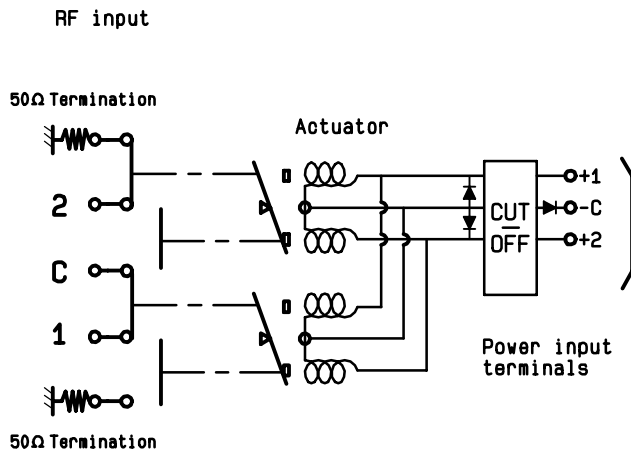 RF input
50Ω Termination
Actuator
+1
2
CUT
-C
OFF
+2
C
1
Power input
terminals
50Ω Termination